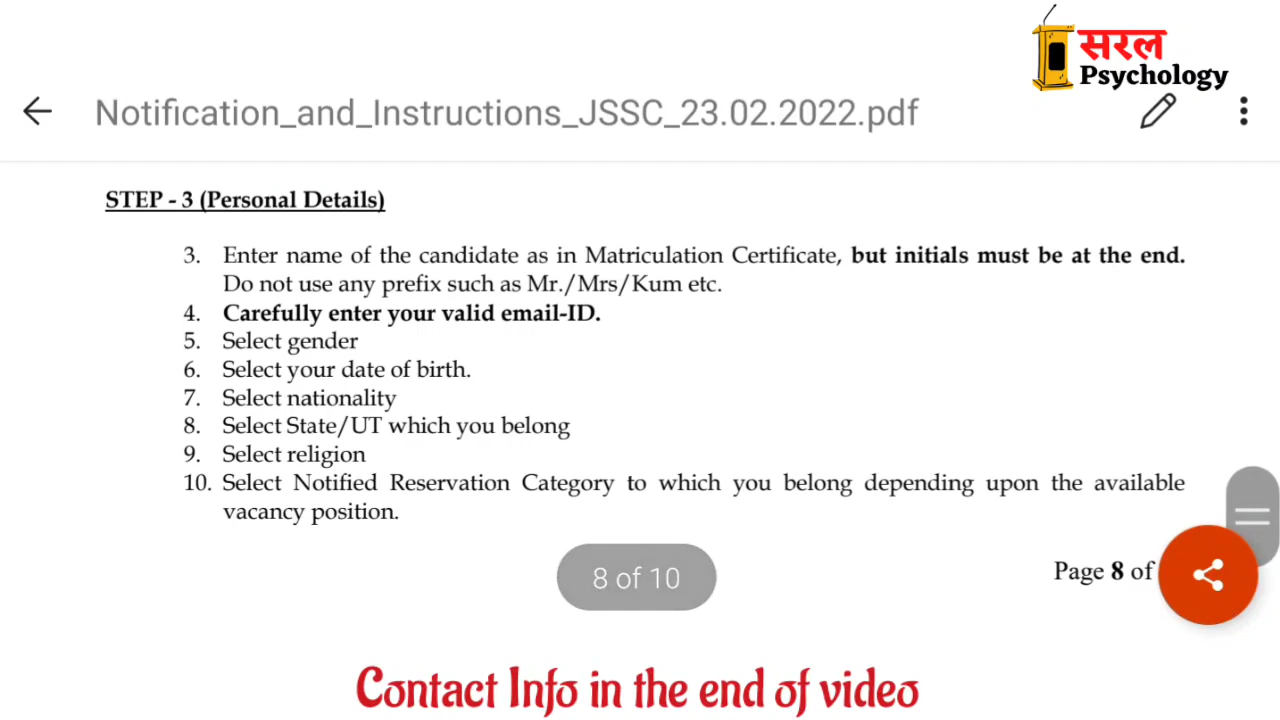 सरल
Psychology
Notification_and_Instructions_JSSC_23.02.2022.pdf
STEP - 3 (Personal Details)
3. Enter name of the candidate as in Matriculation Certificate, but initials must be at the end.
Do not use any prefix such as Mr./Mrs/Kum etc.
4. Carefully enter your valid email-ID.
5. Select gender
6. Select your date of birth.
7. Select nationality
8. Select State/UT which you belong
9. Select religion
10. Select Notified Reservation Category to which you belong depending upon the available
vacancy position.
8 of 10
Page 8 of
Contact Info in the end of video